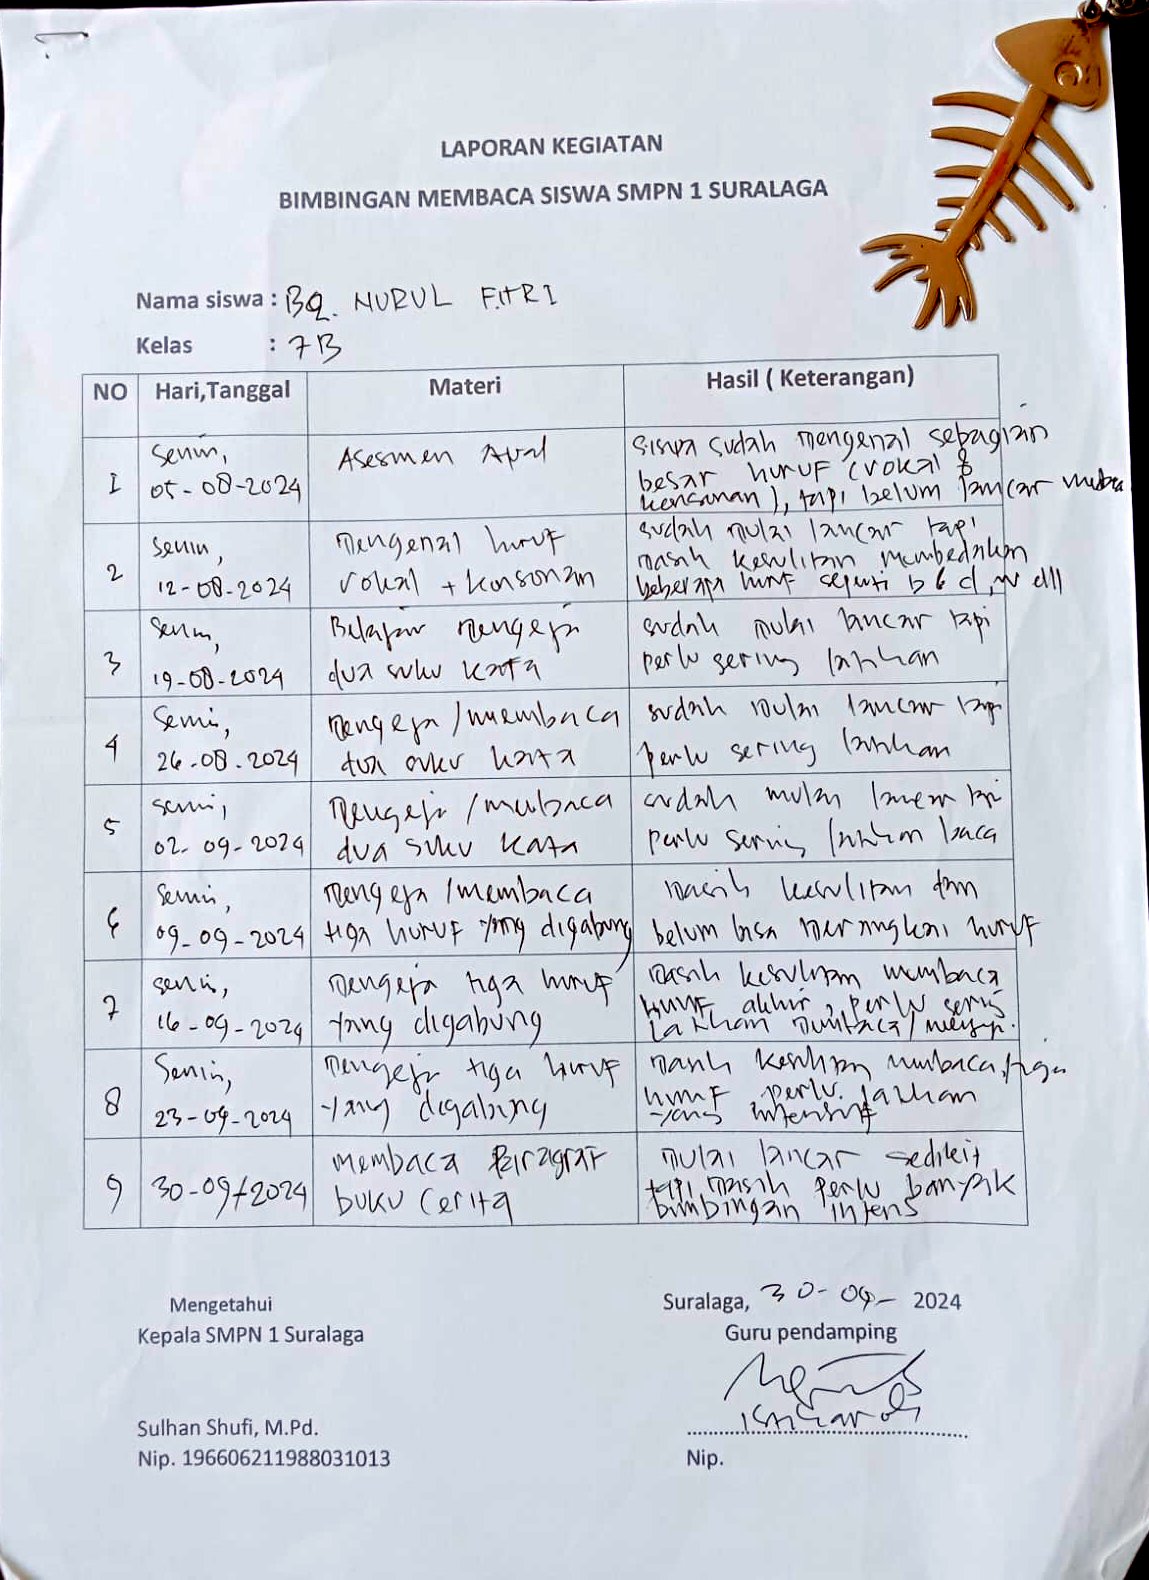 LAPORAN KEGIATAN
BIMBINGAN MEMBACA SISWA SMPN 1 SURALAGA
Nama siswa : BQ. NURUL FITRI
Kelas : 7B
NO Hari,Tanggal Materi Hasil ( Keterangan)
1
Senin,
05-08-2024
Asesmen Awal
Siswa sudah mengenal sebagian
besar huruf (vokal &
konsonan), tapi belum lancar
2
Senin,
12-08-2024
Mengenal huruf
vokal + konsonan
sudah mulai lancar tapi
masih kesulitan membedakan
beberapa huruf seperti b d, dll
3
Senin,
19-08-2024
Belajar mengeja
dua suku kata
sudah mulai lancar tapi
perlu sering latihan
4
Senin,
26-08-2024
Mengeja/membaca
dua suku kata
sudah mulai lancar tapi
perlu sering latihan
5
Senin,
02-09-2024
Mengeja/membaca
dua suku kata
sudah mulai lancar tapi
perlu sering latihan baca
6
Senin,
09-09-2024
Mengeja/membaca
tiga huruf yang digabung
masih kesulitan dan
belum bisa merangkai huruf
7
Senin,
16-09-2024
Mengeja tiga huruf
yang digabung
masih kesulitan membaca
huruf akhir, perlu sering
latihan membaca/
8
Senin,
23-09-2024
Mengeja tiga huruf
yang digabung
masih kesulitan membaca tiga
huruf perlu latihan
yang intensif
9
30-09-2024
membaca paragraf
buku cerita
mulai lancar sedikit
tapi masih perlu banyak
bimbingan intens
Mengetahui
Kepala SMPN 1 Suralaga
Sulhan Shufi, M.Pd.
Nip. 196606211988031013
Suralaga, 30-09- 2024
Guru pendamping
Nip.